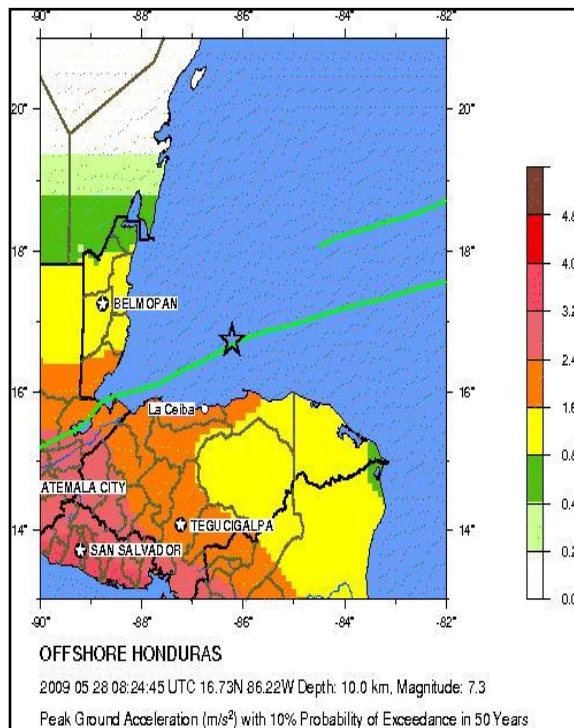 -90° -88° -86° -84° -82°
20° 20°
18° 18°
16° 16°
14° 14°
BELMOPAN
La Ceiba
ATEMALA CITY
TEGUCIGALPA
SAN SALVADOR
-90° -88° -86° -84° -82°
4.8
4.0
3.2
2.4
1.6
0.8
0.4
0.2
0.0
OFFSHORE HONDURAS
2009 05 28 08:24:45 UTC 16.73N 86.22W Depth: 10.0 km, Magnitude: 7.3
Peak Ground Acceleration (m/s²) with 10% Probability of Exceedance in 50 Years